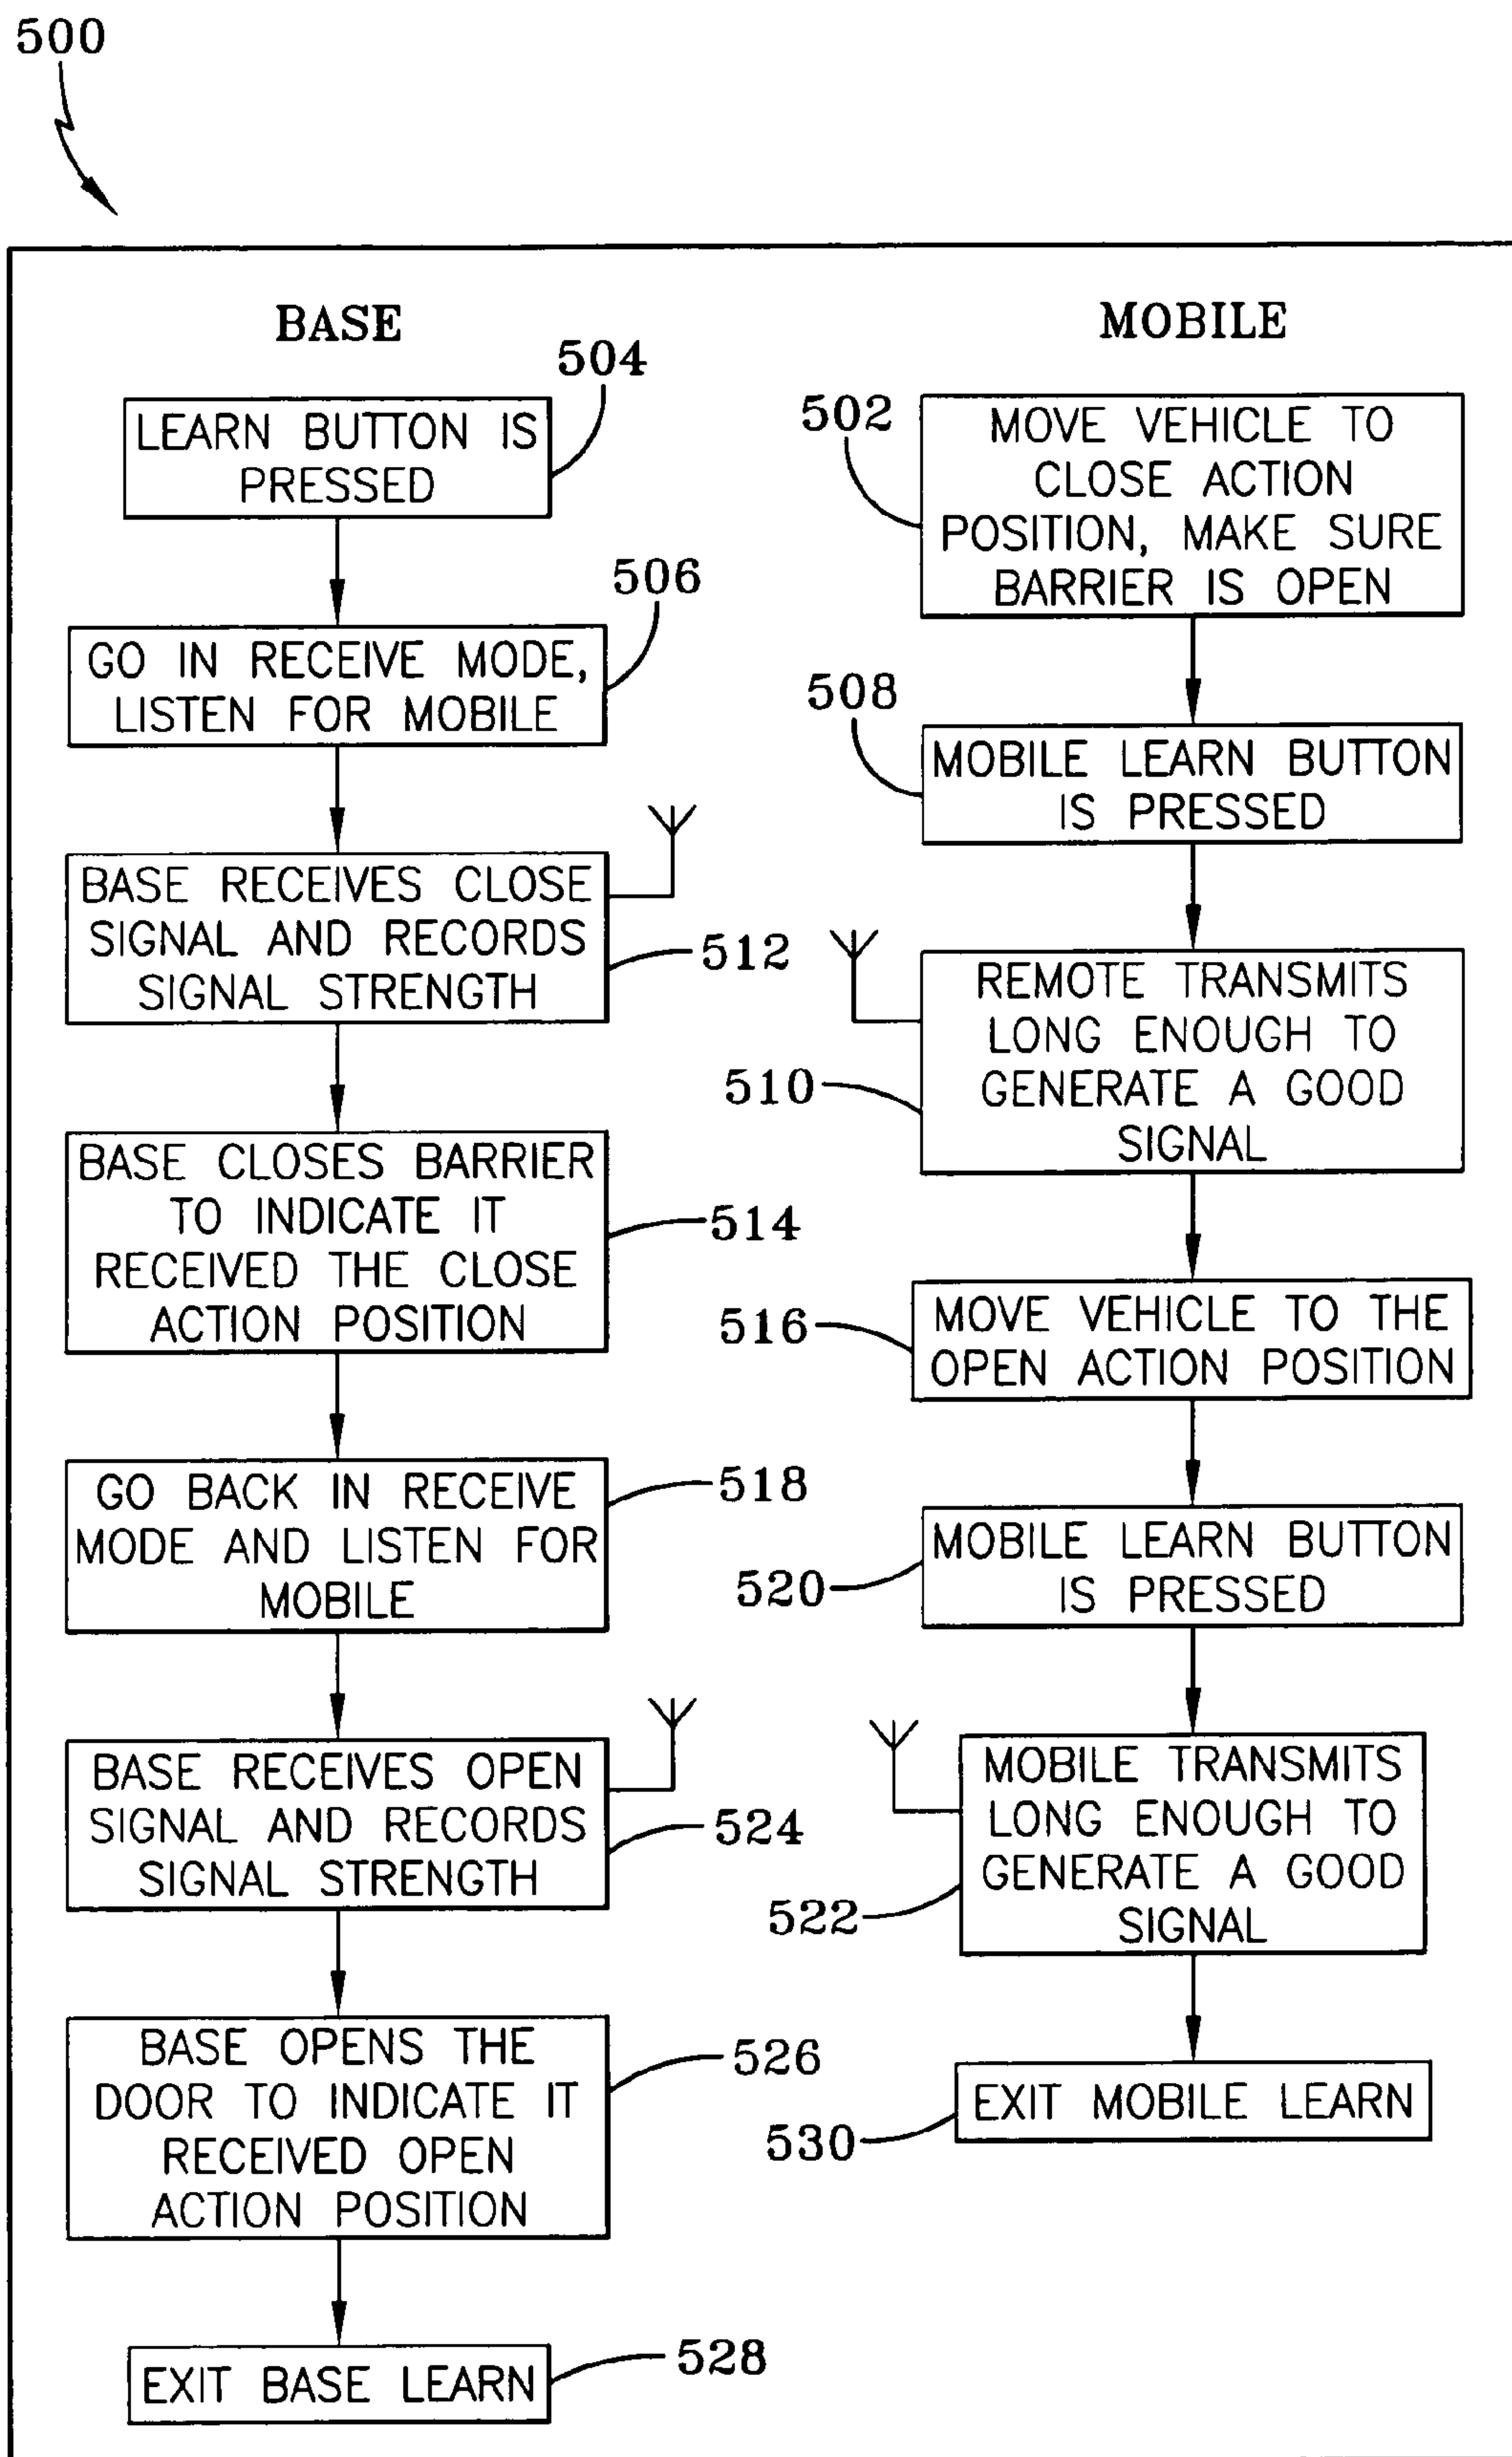 500
BASE
504
LEARN BUTTON IS
PRESSED
506
GO IN RECEIVE MODE,
LISTEN FOR MOBILE
BASE RECEIVES CLOSE
SIGNAL AND RECORDS
SIGNAL STRENGTH
512
BASE CLOSES BARRIER
TO INDICATE IT
RECEIVED THE CLOSE
ACTION POSITION
514
GO BACK IN RECEIVE
MODE AND LISTEN FOR
MOBILE
518
BASE RECEIVES OPEN
SIGNAL AND RECORDS
SIGNAL STRENGTH
524
BASE OPENS THE
DOOR TO INDICATE IT
RECEIVED OPEN
ACTION POSITION
526
EXIT BASE LEARN
528
MOBILE
502
MOVE VEHICLE TO
CLOSE ACTION
POSITION, MAKE SURE
BARRIER IS OPEN
508
MOBILE LEARN BUTTON
IS PRESSED
510
REMOTE TRANSMITS
LONG ENOUGH TO
GENERATE A GOOD
SIGNAL
516
MOVE VEHICLE TO THE
OPEN ACTION POSITION
520
MOBILE LEARN BUTTON
IS PRESSED
522
MOBILE TRANSMITS
LONG ENOUGH TO
GENERATE A GOOD
SIGNAL
530
EXIT MOBILE LEARN